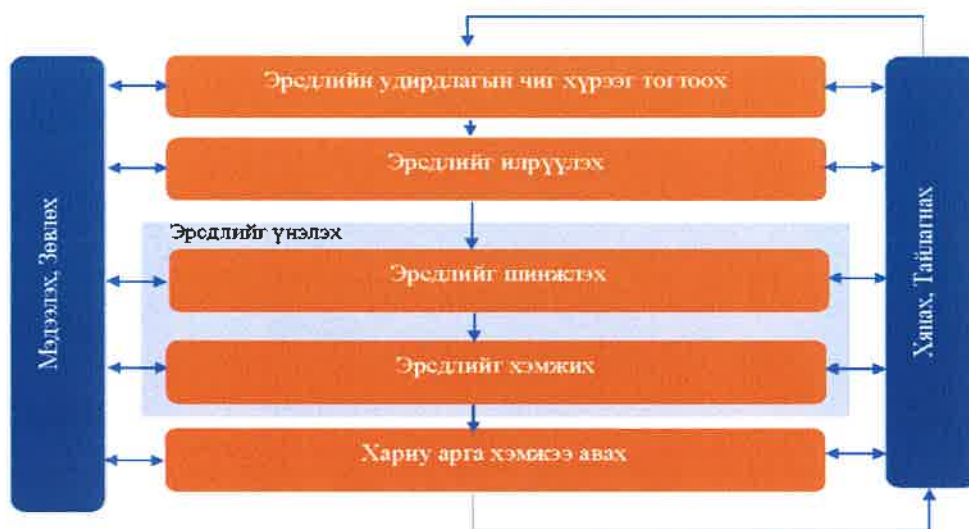 Эрсдлийн удирдлагын чиг хүрээг тогтоох
Эрсдлийг илрүүлэх
Эрсдлийг үнэлэх
Эрсдлийг шинжлэх
Эрсдлийг хэмжих
Хариу арга хэмжээ авах
Мэдээлэх, Зөвлөх
Хянах, Тайлагнах